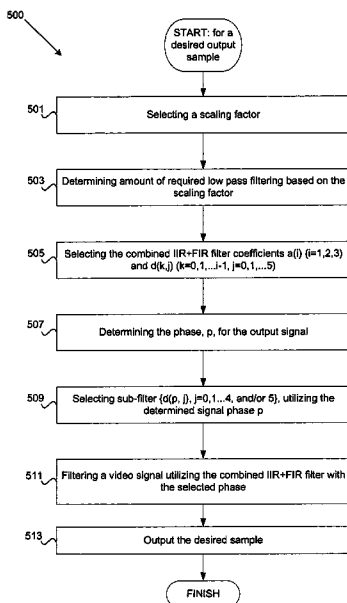 500
START: for a
desired output
sample
501
Selecting a scaling factor
503
Determining amount of required low pass filtering based on the
scaling factor
505
Selecting the combined IIR+FIR filter coefficients a(i) {i=1,2,3)
and d(k,j) (k=0,1,...i-1, j=0,1,...5)
507
Determining the phase, p, for the output signal
509
Selecting sub-filter {d(p, j), j=0,1...4, and/or 5}, utilizing the
determined signal phase p
511
Filtering a video signal utilizing the combined IIR+FIR filter with
the selected phase
513
Output the desired sample
FINISH